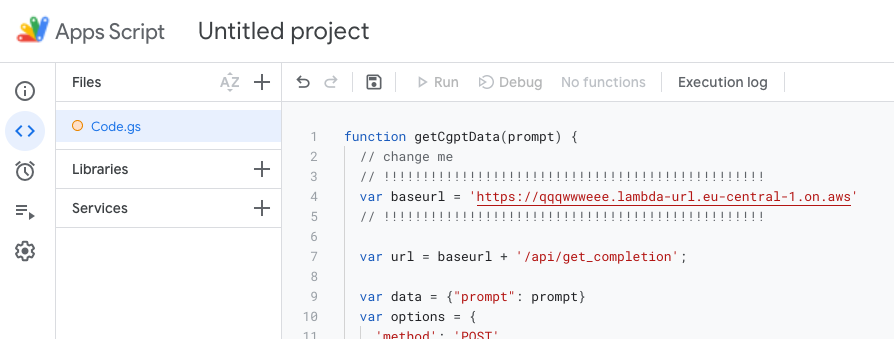 Apps Script Untitled project
Files AZ Run Debug No functions Execution log
Code.gs
Libraries
Services
1 function getCgptData(prompt) {
2 // change me
3 // !!!!!!!!!!!!!!!!!!!!!!!!!!!!!!!!!!!!!!!!!!!!!!!!!
4 var baseurl = 'https://qqqwwweee.lambda-url.eu-central-1.on.aws'
5 // !!!!!!!!!!!!!!!!!!!!!!!!!!!!!!!!!!!!!!!!!!!!!!!!!
6
7 var url = baseurl + '/api/get_completion';
8
9 var data = {"prompt": prompt}
10 var options = {
11 'method': 'POST'